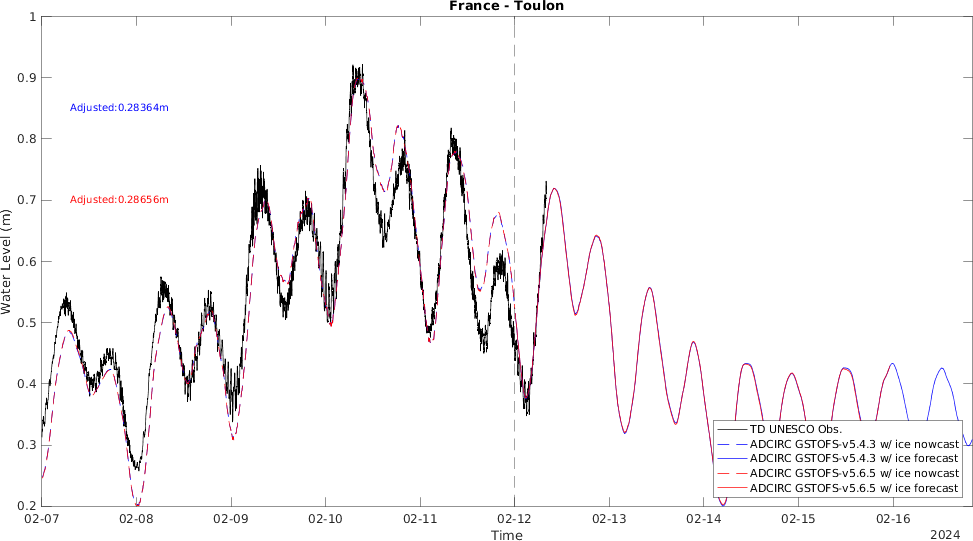 France - Toulon
1
0.9
0.8
0.7
0.6
0.5
0.4
0.3
0.2
Water Level (m)
Adjusted:0.28364m
Adjusted:0.28656m
TD UNESCO Obs.
ADCIRC GSTOFS-v5.4.3 w/ ice nowcast
ADCIRC GSTOFS-v5.4.3 w/ ice forecast
ADCIRC GSTOFS-v5.6.5 w/ ice nowcast
ADCIRC GSTOFS-v5.6.5 w/ ice forecast
02-07 02-08 02-09 02-10 02-11 02-12 02-13 02-14 02-15 02-16
Time
2024